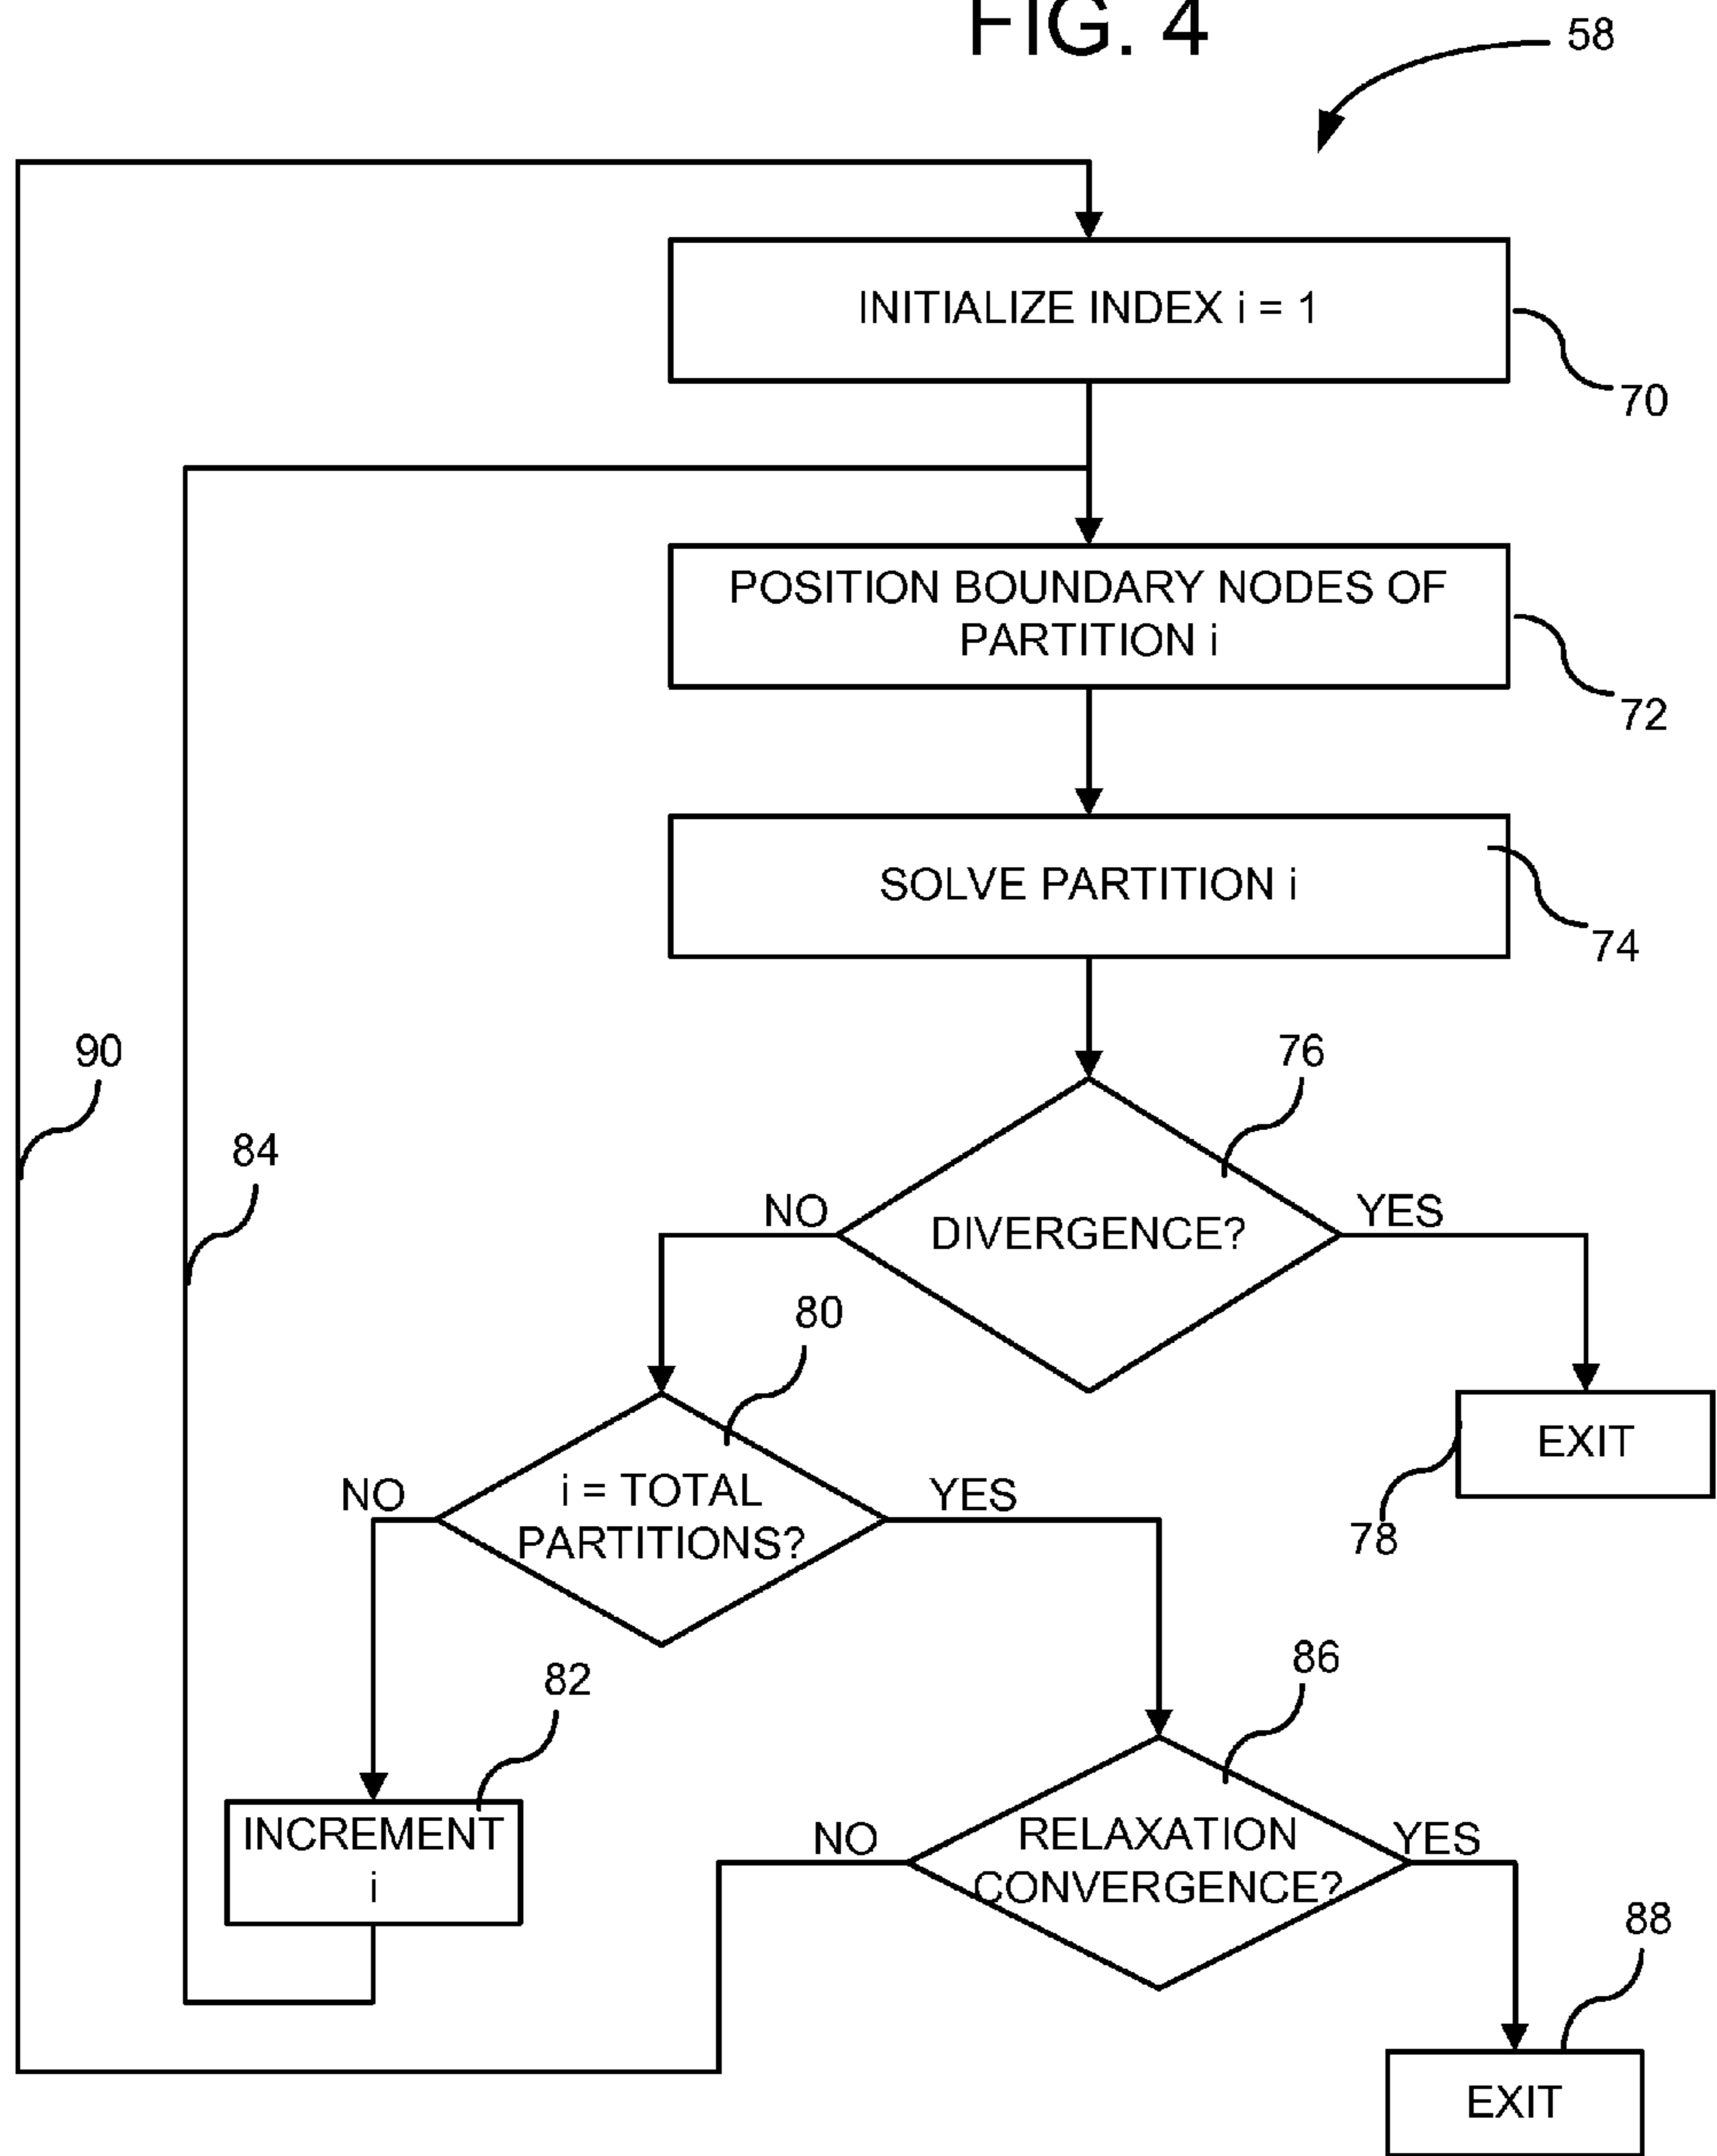 FIG. 4
58
INITIALIZE INDEX i = 1
70
POSITION BOUNDARY NODES OF
PARTITION i
72
SOLVE PARTITION i
74
90
76
84
NO
DIVERGENCE?
YES
80
EXIT
78
NO
i = TOTAL
PARTITIONS?
YES
82
86
INCREMENT
i
NO
RELAXATION
CONVERGENCE?
YES
88
EXIT